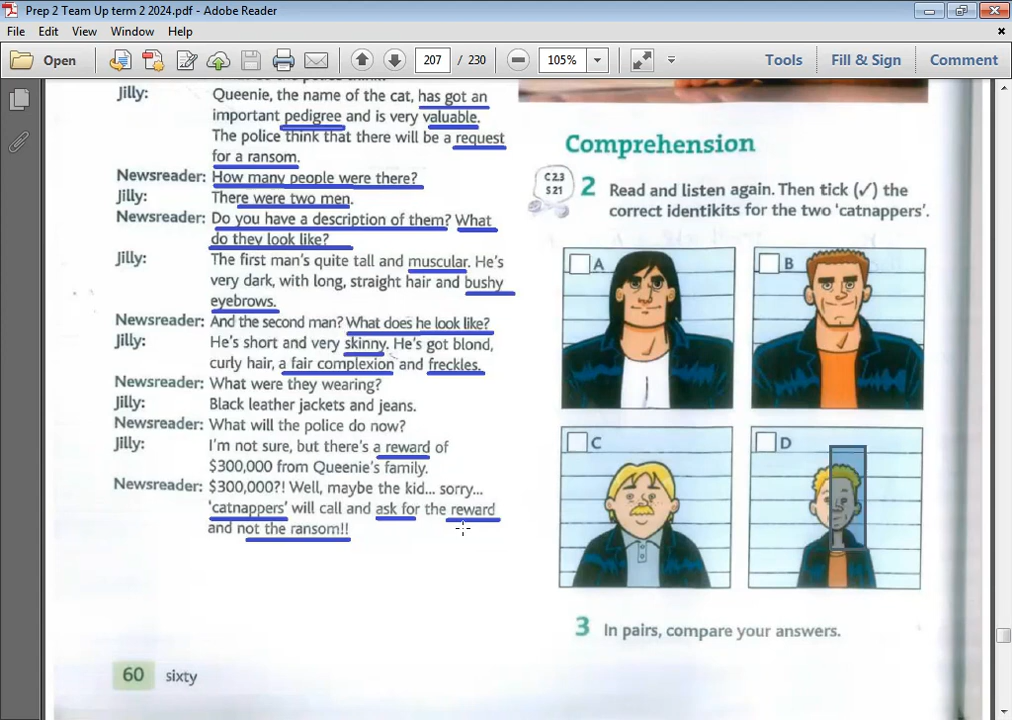 Prep 2 Team Up term 2 2024.pdf - Adobe Reader
File Edit View Window Help
Open 207 / 230 105% Tools Fill & Sign Comment
Jilly: Queenie, the name of the cat, has got an
important pedigree and is very valuable.
The police think that there will be a request
for a ransom.
Newsreader: How many people were there?
Jilly: There were two men.
Newsreader: Do you have a description of them? What
do they look like?
Jilly: The first man's quite tall and muscular. He's
very dark, with long, straight hair and bushy
eyebrows.
Newsreader: And the second man? What does he look like?
Jilly: He's short and very skinny. He's got blond,
curly hair, a fair complexion and freckles.
Newsreader: What were they wearing?
Jilly: Black leather jackets and jeans.
Newsreader: What will the police do now?
Jilly: I'm not sure, but there's a reward of
$300,000 from Queenie's family.
Newsreader: $300,000?! Well, maybe the kid... sorry...
'catnappers' will call and ask for the reward
and not the ransom!!
60 sixty
Comprehension
C2.3
S21
2 Read and listen again. Then tick (✓) the
correct identikits for the two 'catnappers'.
A
B
C
D
3 In pairs, compare your answers.